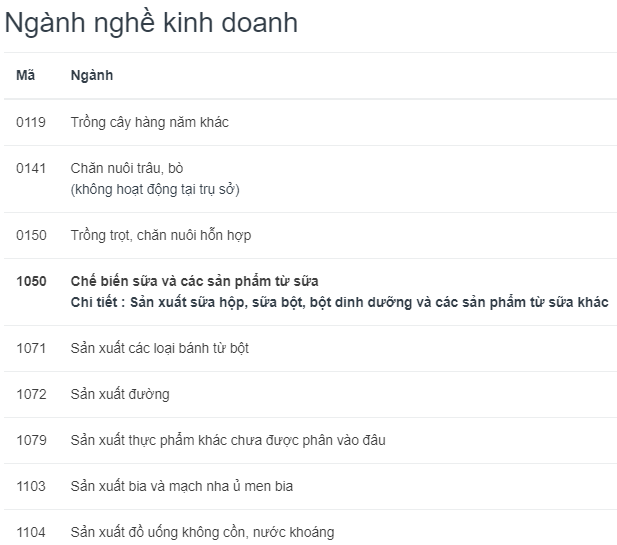 Ngành nghề kinh doanh
Mã Ngành
0119 Trồng cây hàng năm khác
0141 Chăn nuôi trâu, bò
(không hoạt động tại trụ sở)
0150 Trồng trọt, chăn nuôi hỗn hợp
1050 Chế biến sữa và các sản phẩm từ sữa
Chi tiết : Sản xuất sữa hộp, sữa bột, bột dinh dưỡng và các sản phẩm từ sữa khác
1071 Sản xuất các loại bánh từ bột
1072 Sản xuất đường
1079 Sản xuất thực phẩm khác chưa được phân vào đâu
1103 Sản xuất bia và mạch nha ủ men bia
1104 Sản xuất đồ uống không cồn, nước khoáng